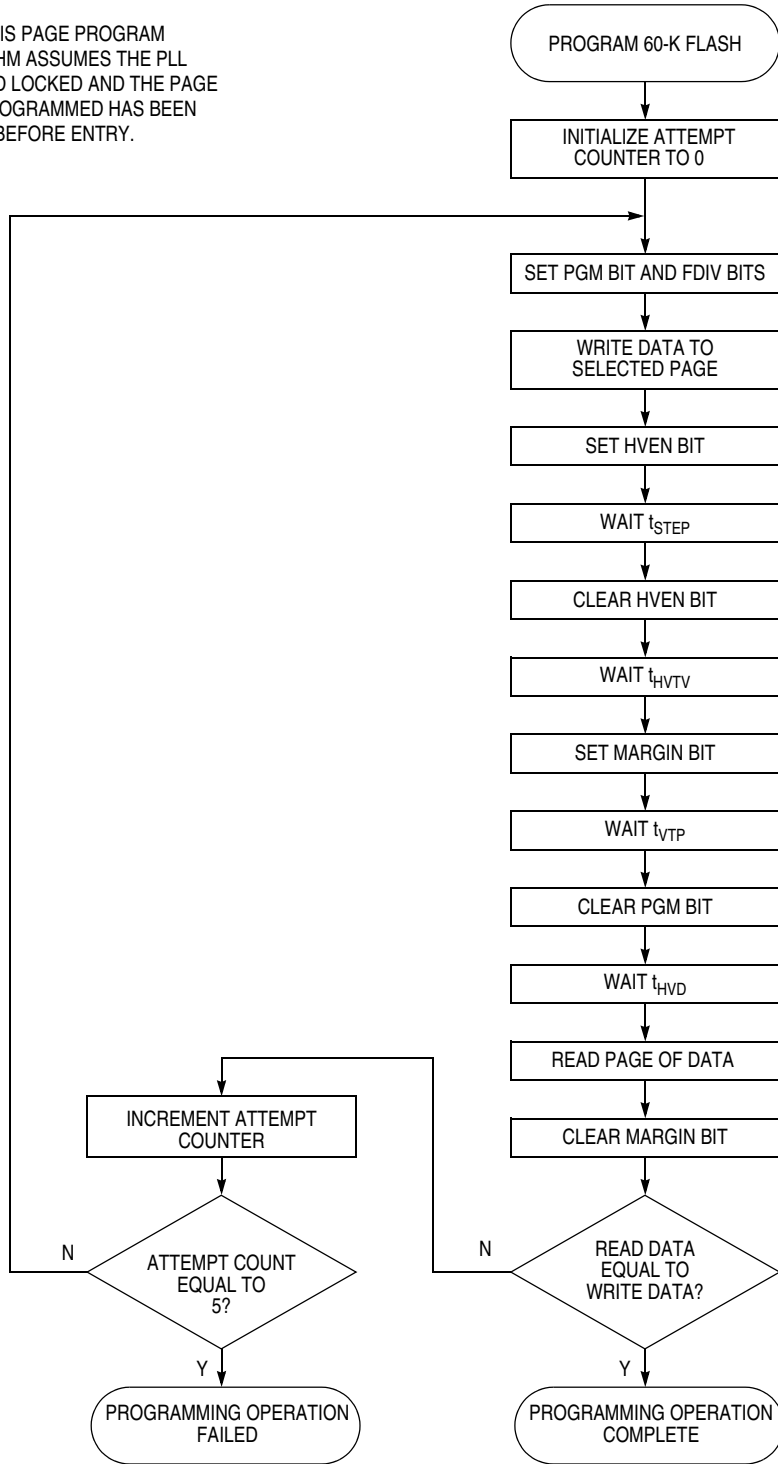 IS PAGE PROGRAM
HM ASSUMES THE PLL
D LOCKED AND THE PAGE
OGRAMMED HAS BEEN
BEFORE ENTRY.
PROGRAM 60-K FLASH
INITIALIZE ATTEMPT
COUNTER TO 0
SET PGM BIT AND FDIV BITS
WRITE DATA TO
SELECTED PAGE
SET HVEN BIT
WAIT tSTEP
CLEAR HVEN BIT
WAIT tHVTV
SET MARGIN BIT
WAIT tVTP
CLEAR PGM BIT
WAIT tHVD
READ PAGE OF DATA
CLEAR MARGIN BIT
READ DATA
EQUAL TO
WRITE DATA?
N
Y
PROGRAMMING OPERATION
COMPLETE
INCREMENT ATTEMPT
COUNTER
ATTEMPT COUNT
EQUAL TO
5?
N
Y
PROGRAMMING OPERATION
FAILED